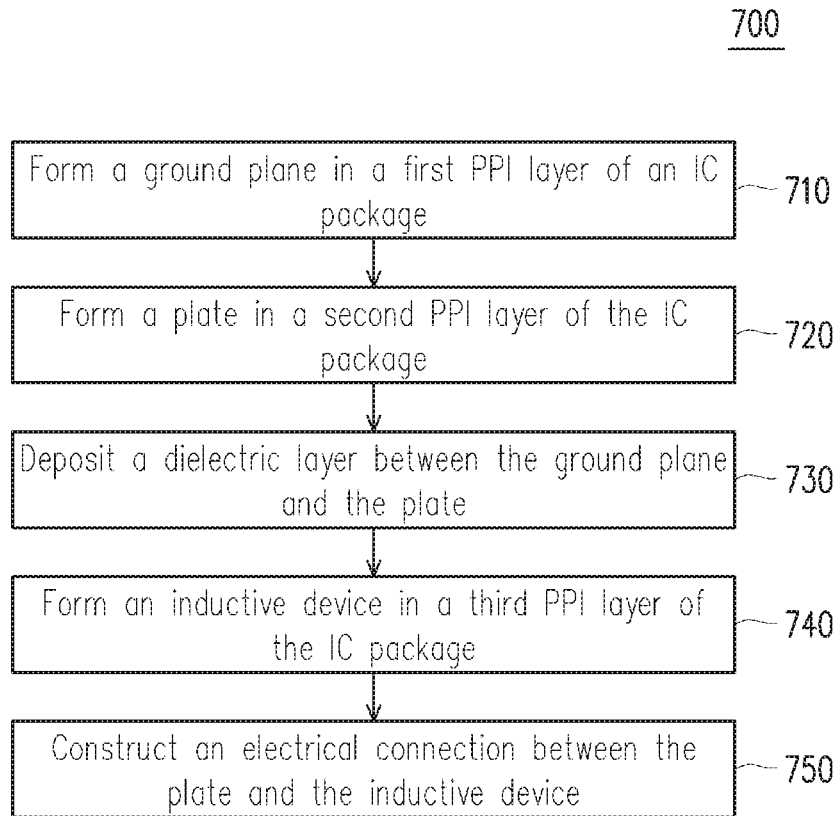 700
Form a ground plane in a first PPI layer of an IC
package
710
Form a plate in a second PPI layer of the IC
package
720
Deposit a dielectric layer between the ground plane
and the plate
730
Form an inductive device in a third PPI layer of
the IC package
740
Construct an electrical connection between the
plate and the inductive device
750